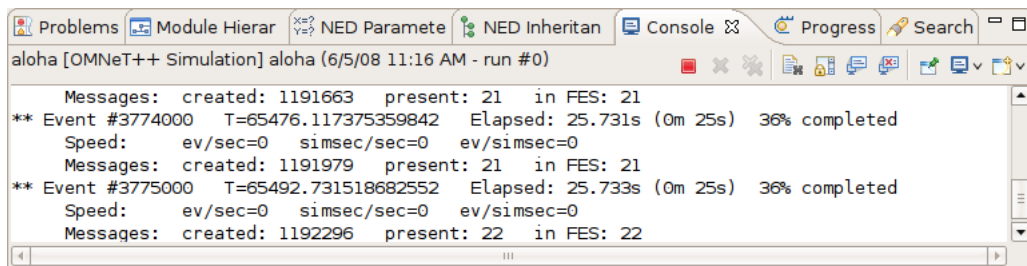 Problems Module Hierar NED Paramete NED Inheritan Console Progress Search
aloha [OMNeT++ Simulation] aloha (6/5/08 11:16 AM - run #0)
Messages: created: 1191663 present: 21 in FES: 21
** Event #3774000 T=65476.117375359842 Elapsed: 25.731s (0m 25s) 36% completed
Speed: ev/sec=0 simsec/sec=0 ev/simsec=0
Messages: created: 1191979 present: 21 in FES: 21
** Event #3775000 T=65492.731518682552 Elapsed: 25.733s (0m 25s) 36% completed
Speed: ev/sec=0 simsec/sec=0 ev/simsec=0
Messages: created: 1192296 present: 22 in FES: 22